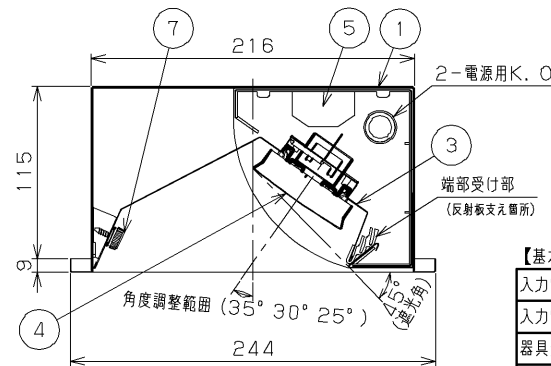 ⑦
⑤
①
216
2-電源用K. O
115
③
端部受け部
(反射板支え箇所)
9
角度調整範囲 (35° 30° 25°)
45°
(遮光角)
④
244
【基
入力
入力
器具